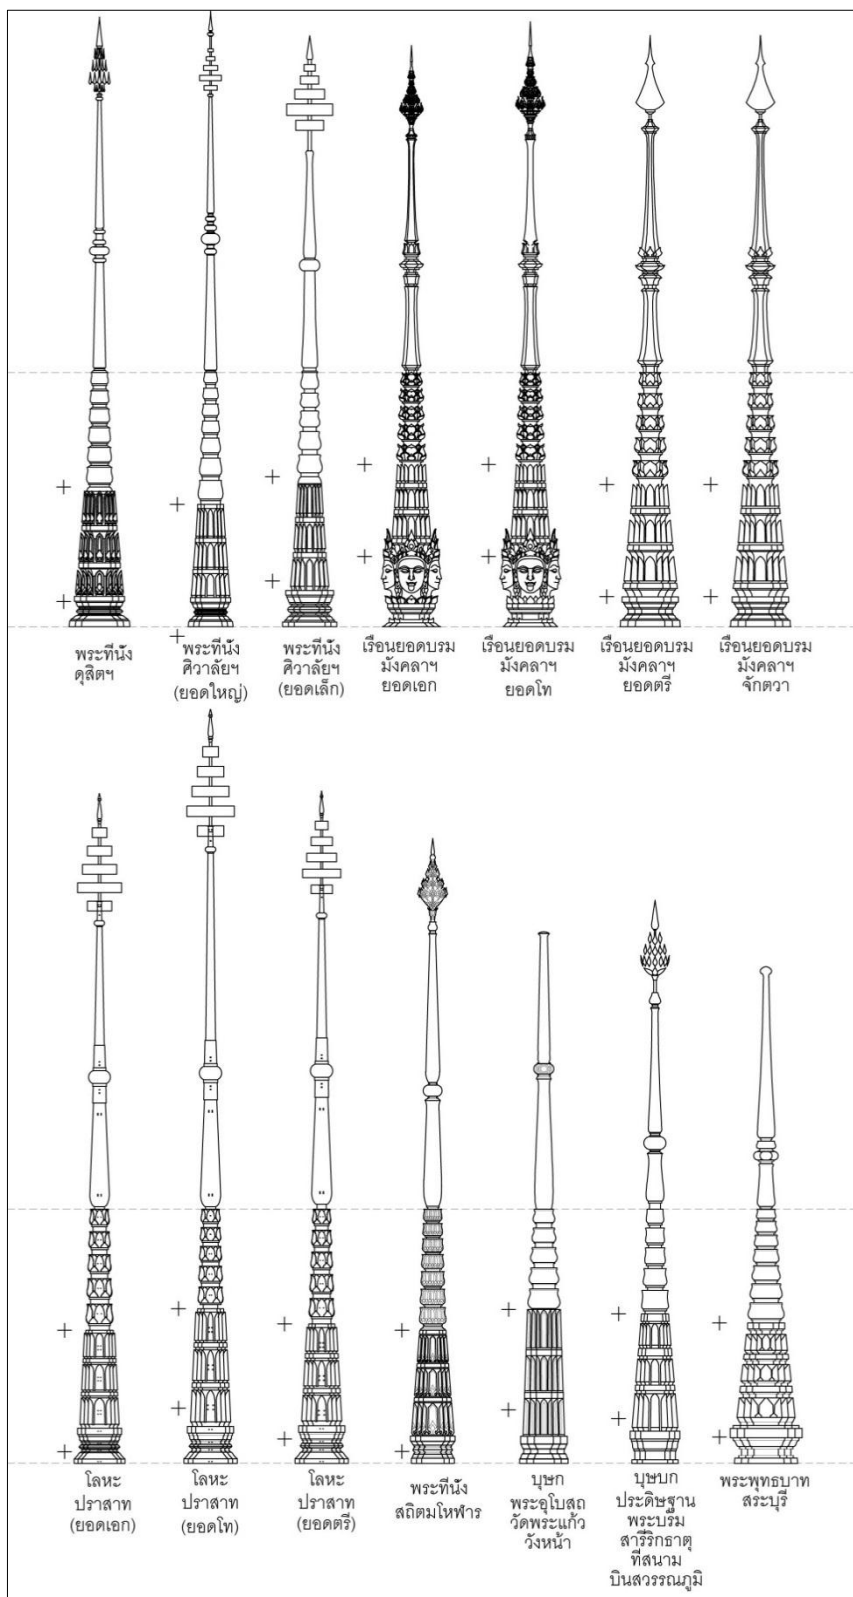 พระที่นั่ง
ดุสิตฯ
พระที่นั่ง
ศิวาลัยฯ
(ยอดใหญ่)
พระที่นั่ง
ศิวาลัยฯ
(ยอดเล็ก)
เรือนยอดบรม
มังคลาฯ
ยอดเอก
เรือนยอดบรม
มังคลาฯ
ยอดโท
เรือนยอดบรม
มังคลาฯ
ยอดตรี
เรือนยอดบรม
มังคลาฯ
จัตวา
โลหะ
ปราสาท
(ยอดเอก)
โลหะ
ปราสาท
(ยอดโท)
โลหะ
ปราสาท
(ยอดตรี)
พระที่นั่ง
สถิตมโหฬาร
บุษก
พระอุโบสถ
วัดพระแก้ว
วังหน้า
บุษบก
ประดิษฐาน
พระบรม
สารีริกธาตุ
ที่สนาม
บินสวรรณภูมิ
พระพุทธบาท
สระบุรี